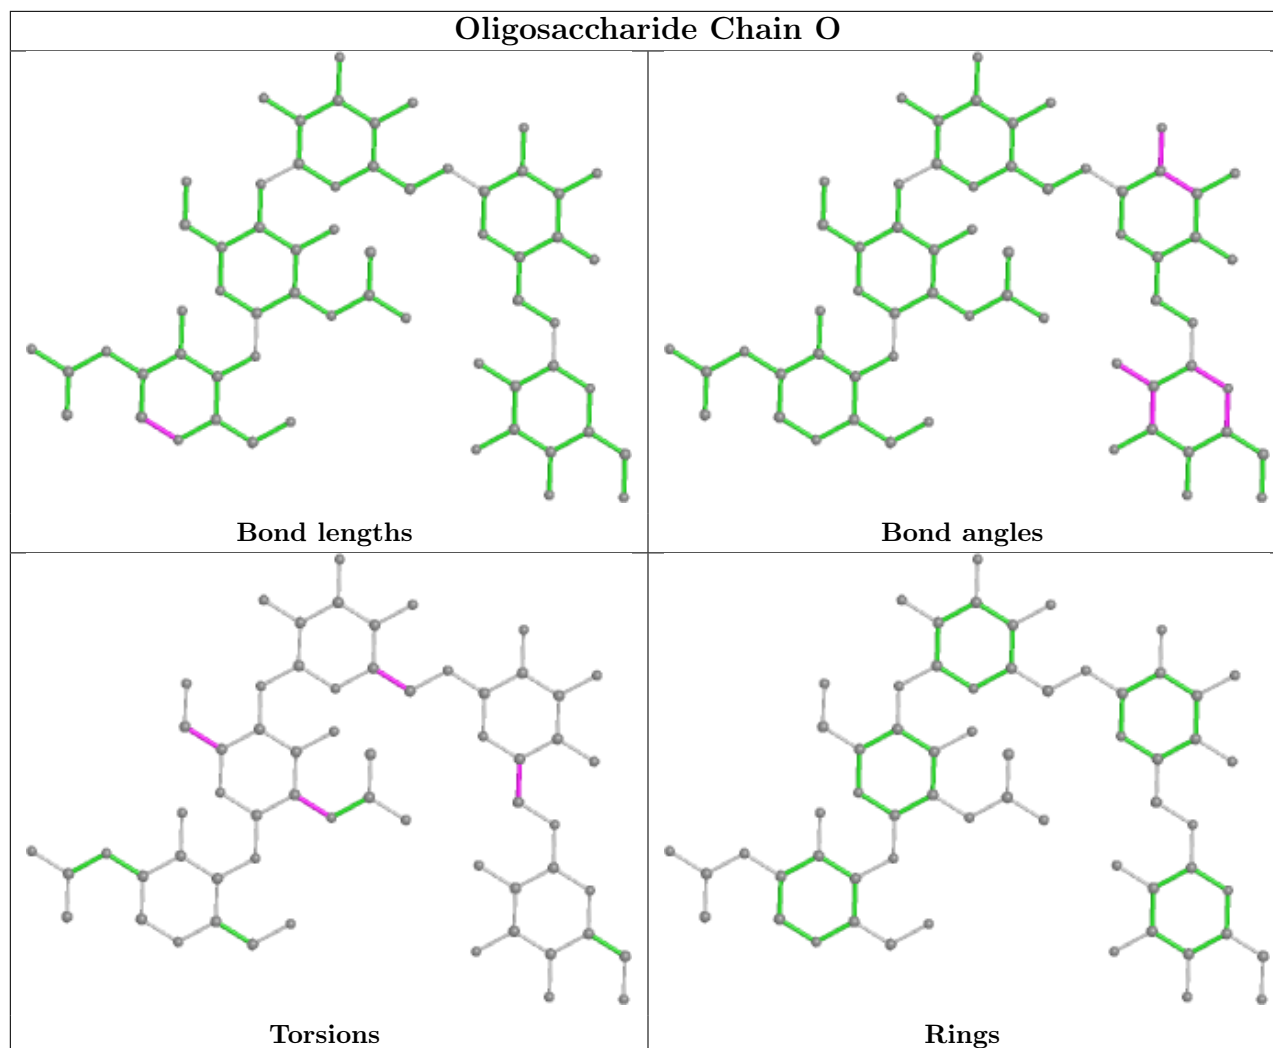 Oligosaccharide Chain O
Bond lengths
Bond angles
Torsions
Rings